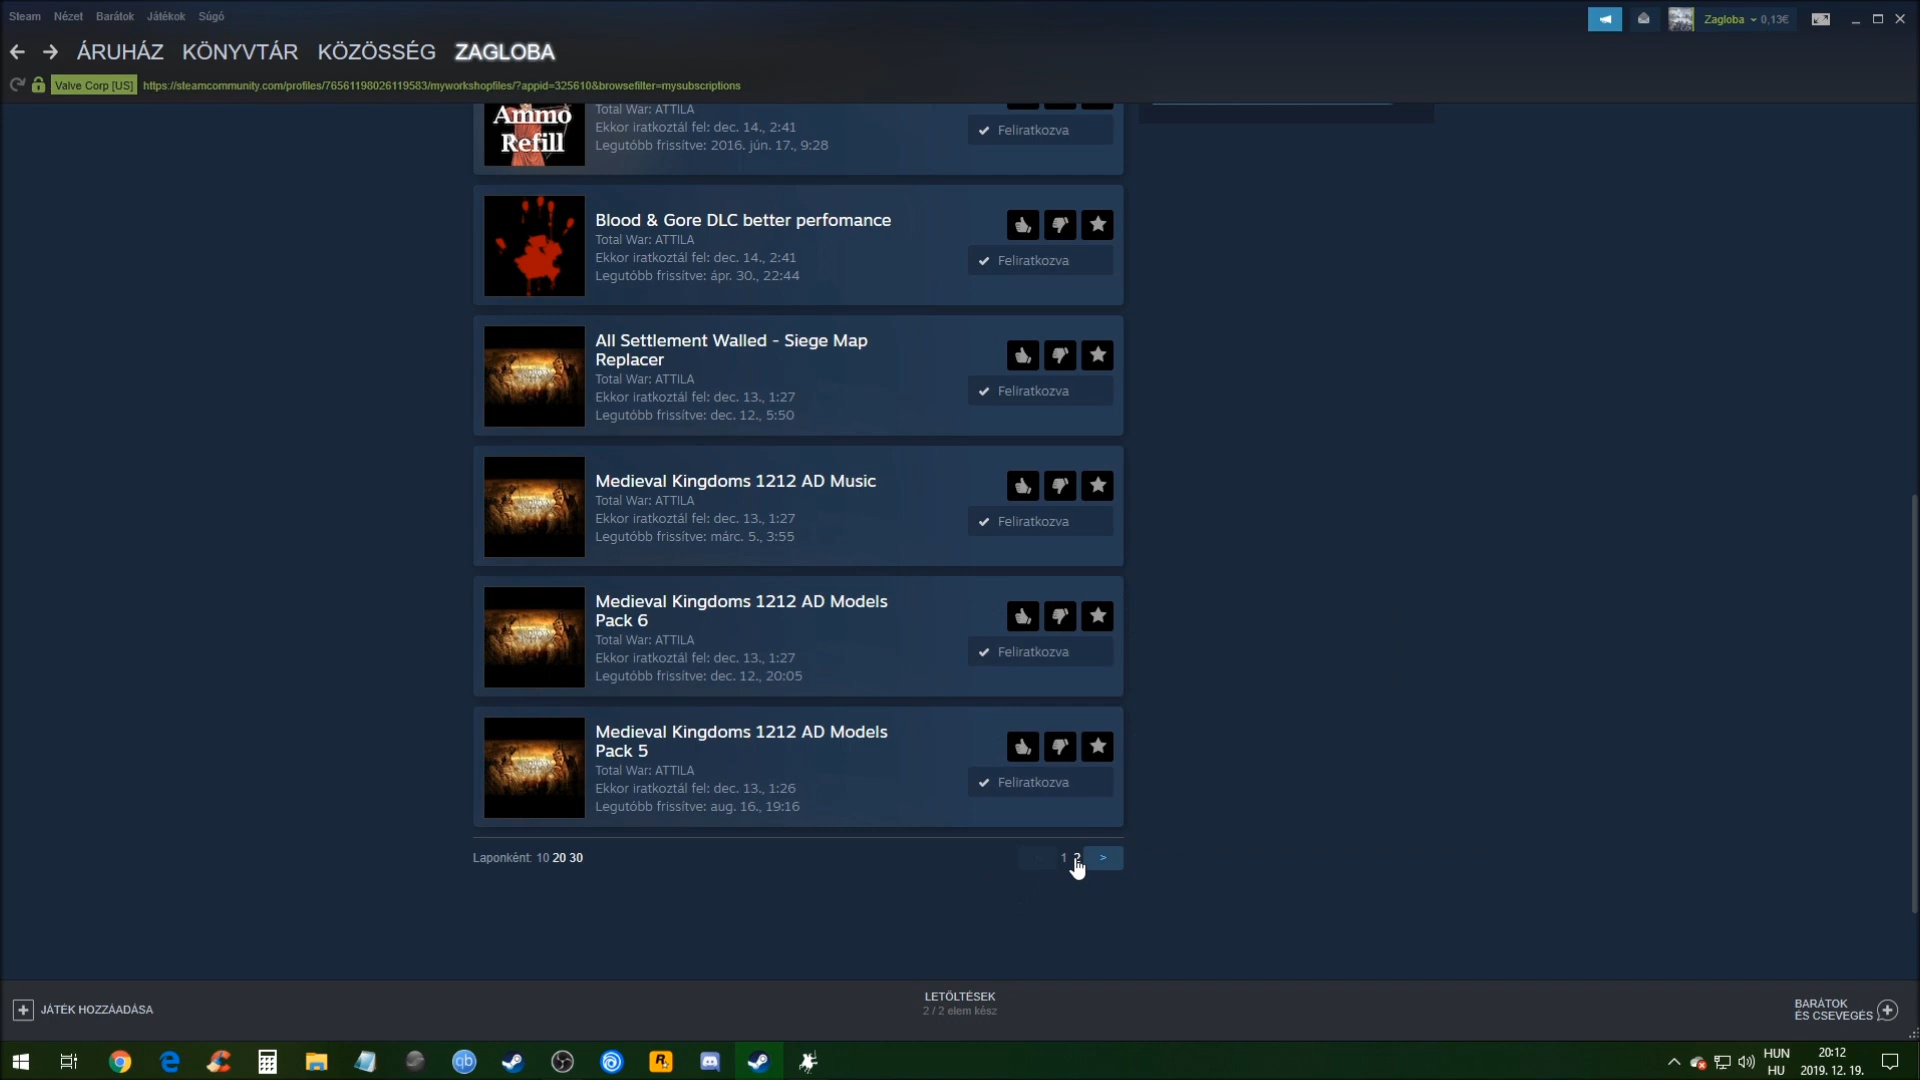 Steam Nézet Barátok Játékok Súgó
Zagloba 0,13€
ÁRUHÁZ KÖNYVTÁR KÖZÖSSÉG ZAGLOBA
Valve Corp [US] https://steamcommunity.com/profiles/76561198026119583/myworkshopfiles/?appid=325610&browsefilter=mysubscriptions
Ammo
Refill
Total War: ATTILA
Ekkor iratkoztál fel: dec. 14., 2:41
Legutóbb frissítve: 2016. jún. 17., 9:28
Feliratkozva
Blood & Gore DLC better perfomance
Total War: ATTILA
Ekkor iratkoztál fel: dec. 14., 2:41
Legutóbb frissítve: ápr. 30., 22:44
Feliratkozva
All Settlement Walled - Siege Map
Replacer
Total War: ATTILA
Ekkor iratkoztál fel: dec. 13., 1:27
Legutóbb frissítve: dec. 12., 5:50
Feliratkozva
Medieval Kingdoms 1212 AD Music
Total War: ATTILA
Ekkor iratkoztál fel: dec. 13., 1:27
Legutóbb frissítve: márc. 5., 3:55
Feliratkozva
Medieval Kingdoms 1212 AD Models
Pack 6
Total War: ATTILA
Ekkor iratkoztál fel: dec. 13., 1:27
Legutóbb frissítve: dec. 12., 20:05
Feliratkozva
Medieval Kingdoms 1212 AD Models
Pack 5
Total War: ATTILA
Ekkor iratkoztál fel: dec. 13., 1:26
Legutóbb frissítve: aug. 16., 19:16
Feliratkozva
Laponként: 10 20 30
< 1 2 >
JÁTÉK HOZZÁADÁSA
LETÖLTÉSEK
2 / 2 elem kész
BARÁTOK
ÉS CSEVEGÉS
qb
R
HUN
HU
20:12
2019. 12. 19.